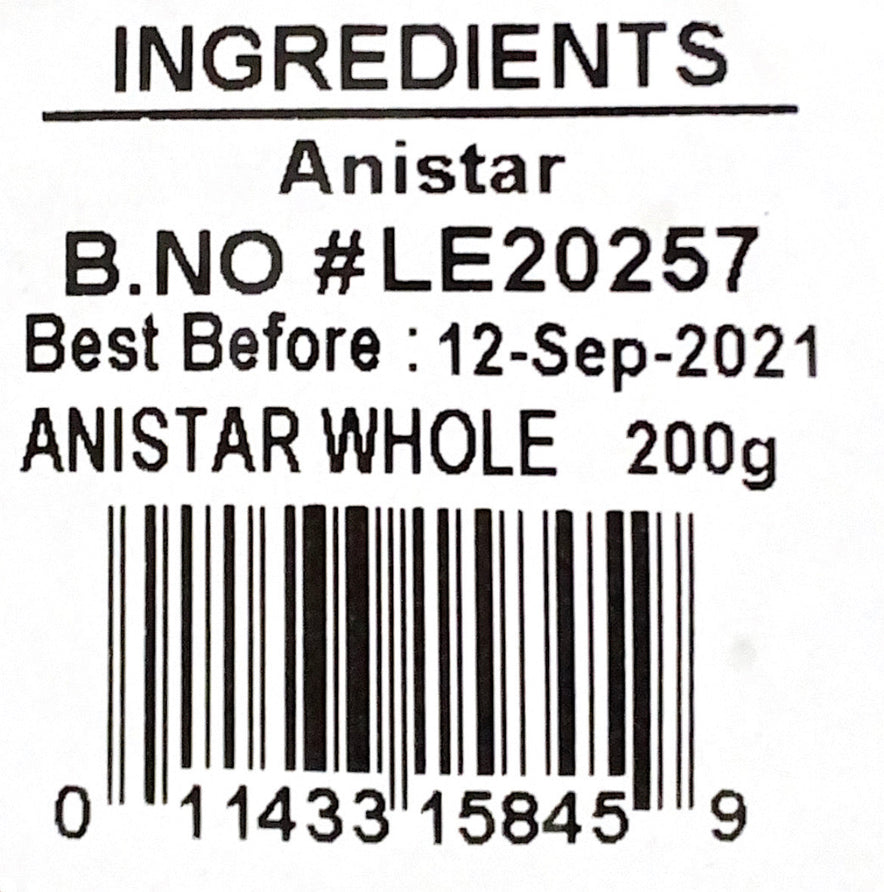 INGREDIENTS
Anistar
B.NO #LE20257
Best Before : 12-Sep-2021
ANISTAR WHOLE 200g
0 11433 15845 9